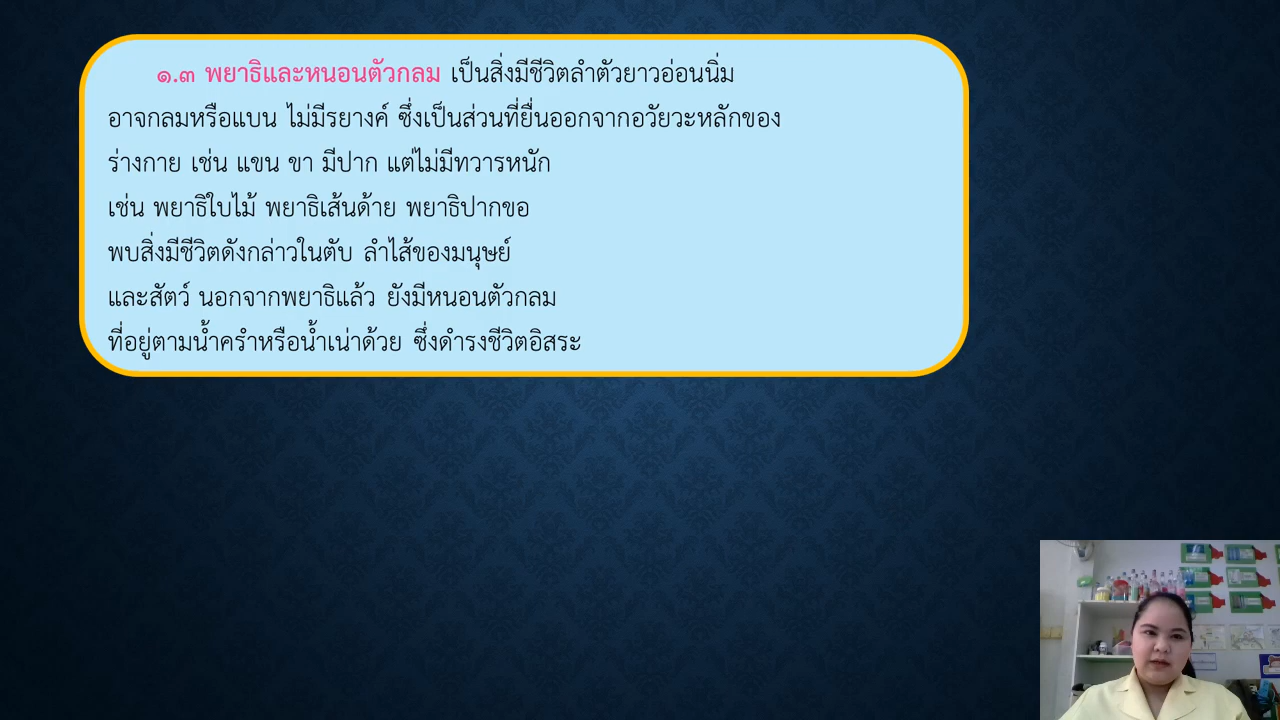 ๑.๓ พยาธิและหนอนตัวกลม เป็นสิ่งมีชีวิตลำตัวยาวอ่อนนิ่ม
อาจกลมหรือแบน ไม่มีรยางค์ ซึ่งเป็นส่วนที่ยื่นออกจากอวัยวะหลักของ
ร่างกาย เช่น แขน ขา มีปาก แต่ไม่มีทวารหนัก
เช่น พยาธิใบไม้ พยาธิเส้นด้าย พยาธิปากขอ
พบสิ่งมีชีวิตดังกล่าวในตับ ลำไส้ของมนุษย์
และสัตว์ นอกจากพยาธิแล้ว ยังมีหนอนตัวกลม
ที่อยู่ตามน้ำครำหรือน้ำเน่าด้วย ซึ่งดำรงชีวิตอิสระ